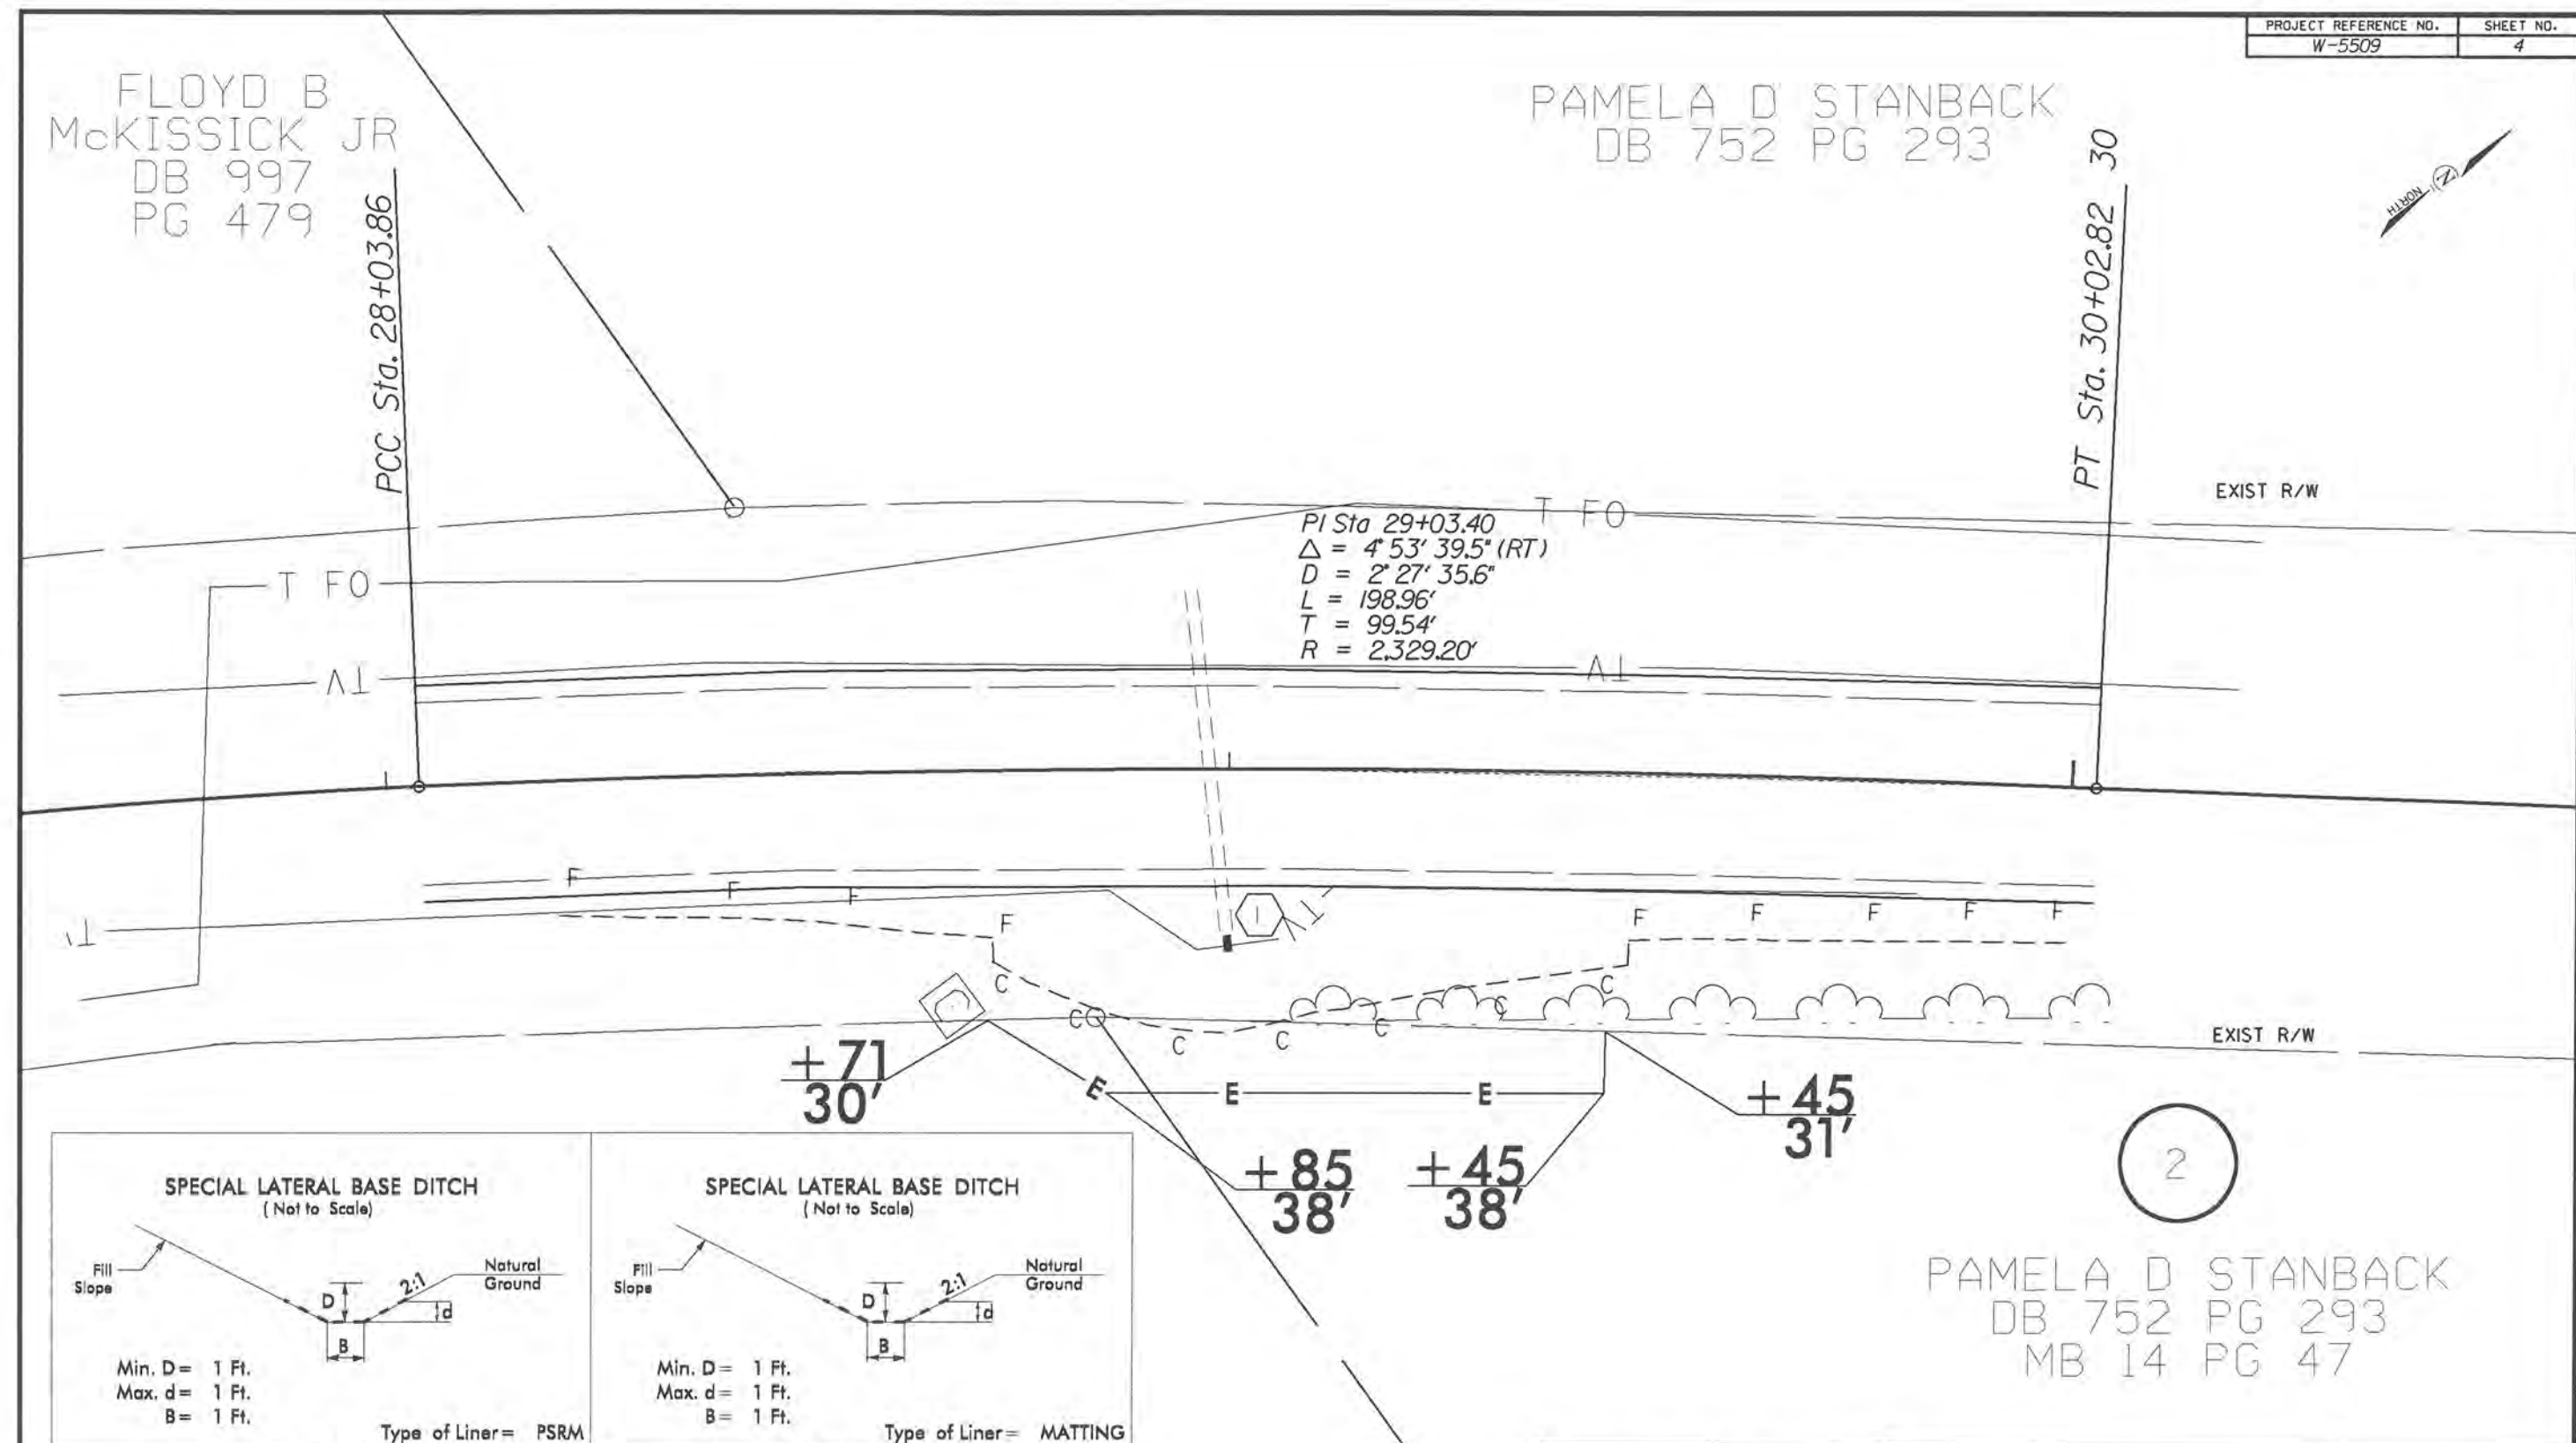 PROJECT REFERENCE NO.
SHEET NO.
W-5509
4
FLOYD B
McKISSICK JR
DB 997
PG 479
PAMELA D STANBACK
DB 752 PG 293
NORTH
PCC Sta. 28+03.86
PT Sta. 30+02.82
30
EXIST R/W
T FO
PI Sta 29+03.40
Δ = 4° 53' 39.5" (RT)
D = 2° 27' 35.6"
L = 198.96'
T = 99.54'
R = 2,329.20'
T FO
TV
TV
F
F
F
1
TV
F
F
F
F
F
F
C
C
C
C
C
C
C
C
EXIST R/W
+71
30'
E
E
E
+45
31'
+85
38'
+45
38'
2
PAMELA D STANBACK
DB 752 PG 293
MB 14 PG 47
SPECIAL LATERAL BASE DITCH
( Not to Scale)
Fill
Slope
Natural
Ground
2:1
D
d
B
Min. D = 1 Ft.
Max. d = 1 Ft.
B = 1 Ft.
Type of Liner = PSRM
SPECIAL LATERAL BASE DITCH
( Not to Scale)
Fill
Slope
Natural
Ground
2:1
D
d
B
Min. D = 1 Ft.
Max. d = 1 Ft.
B = 1 Ft.
Type of Liner = MATTING